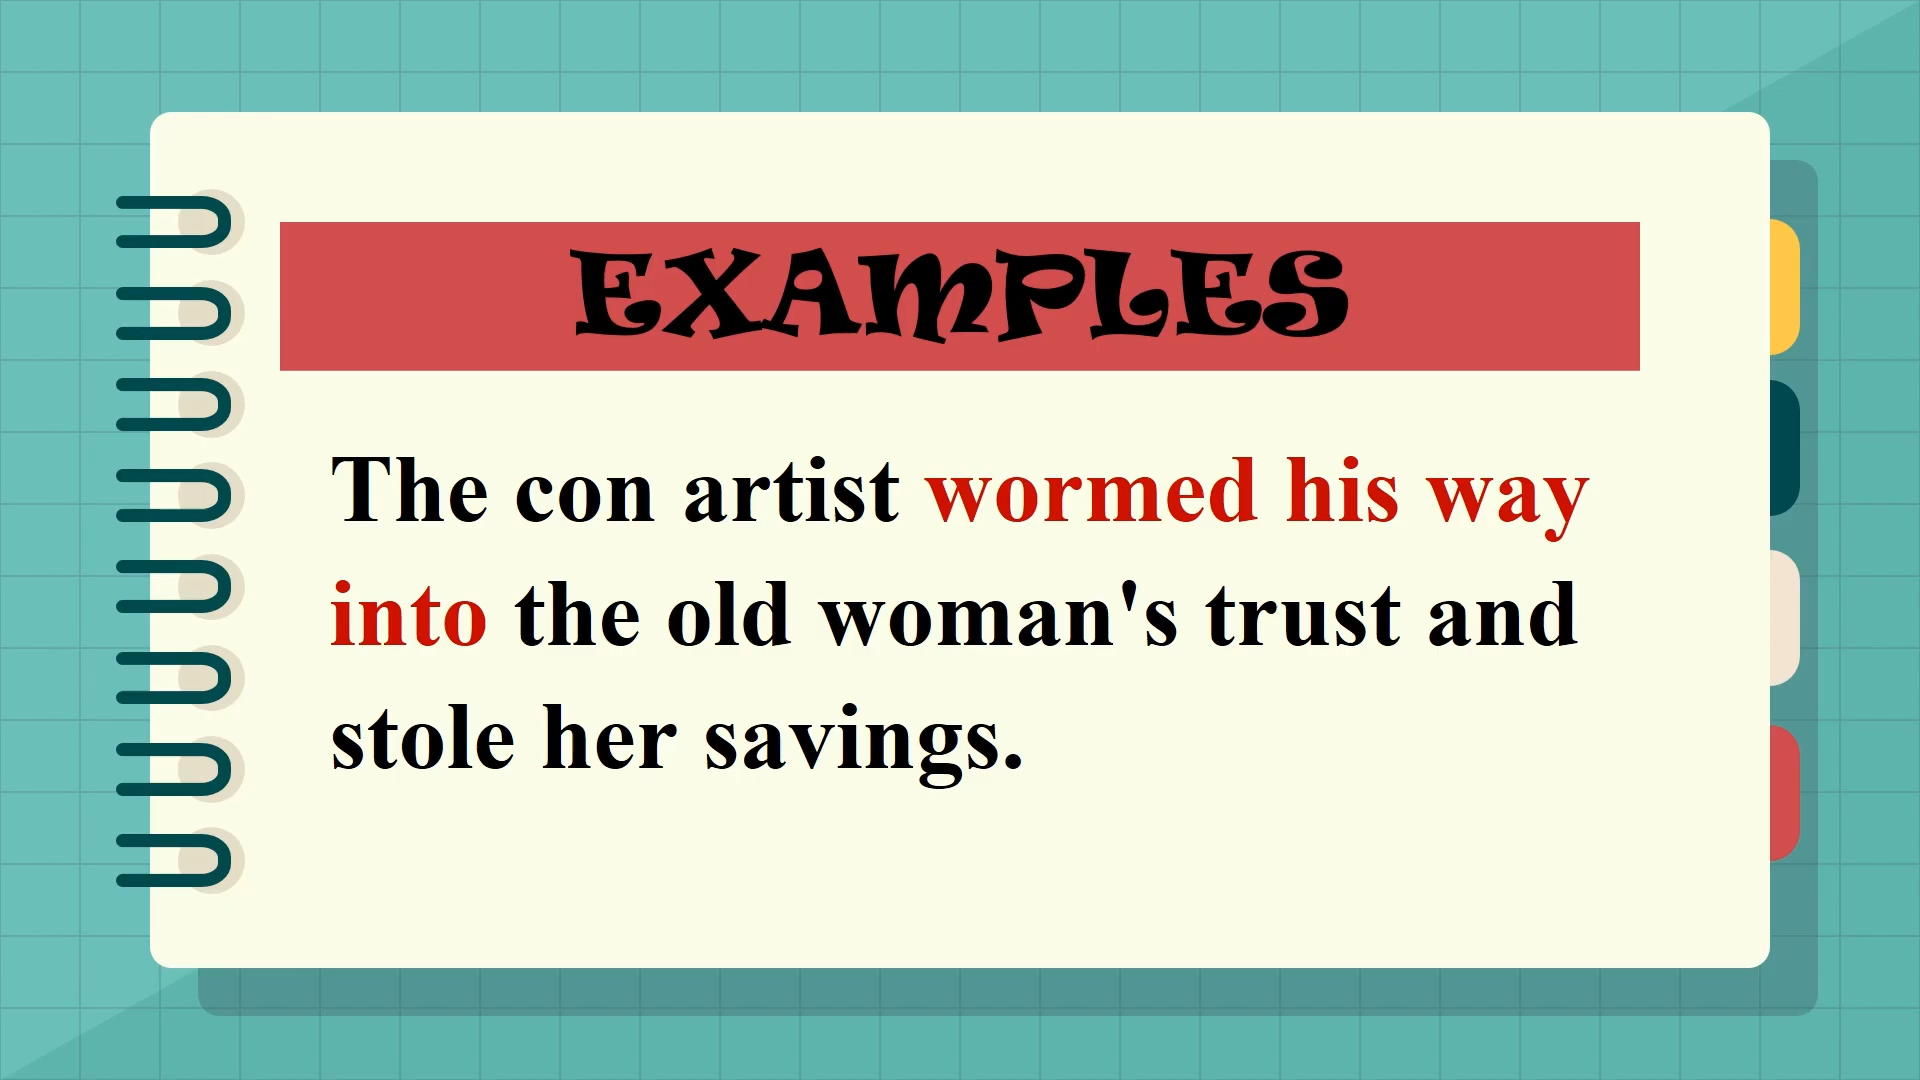 EXAMPLES
The con artist wormed his way
into the old woman's trust and
stole her savings.